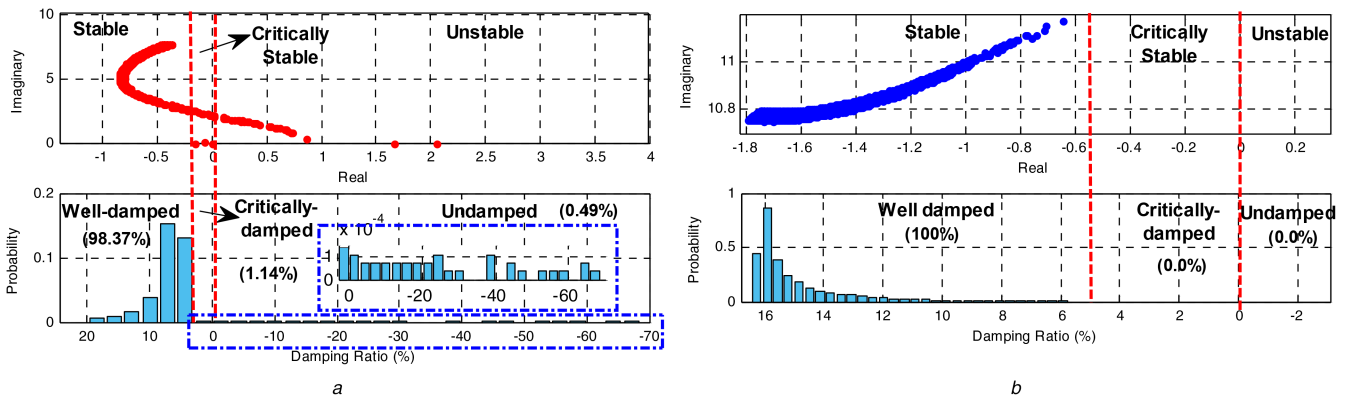 10
5
0
Imaginary
Stable
Critically
Stable
Unstable
-1
-0.5
0
0.5
1
1.5
2
2.5
3
3.5
4
Real
0.2
0.1
0
Probability
Well-damped
(98.37%)
Critically-
damped
(1.14%)
Undamped (0.49%)
x 10
-4
1
0
0
-20
-40
-60
20
10
0
-10
-20
-30
-40
-50
-60
-70
Damping Ratio (%)
a
11
10.8
Imaginary
Stable
Critically
Stable
Unstable
-1.8
-1.6
-1.4
-1.2
-1
-0.8
-0.6
-0.4
-0.2
0
0.2
Real
1
0.5
0
Probability
Well damped
(100%)
Critically-
damped
(0.0%)
Undamped
(0.0%)
16
14
12
10
8
6
4
2
0
-2
Damping Ratio (%)
b